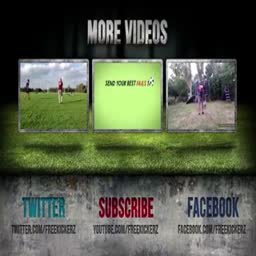 MORE VIDEOS
SEND YOUR BEST FAILS
TWITTER SUBSCRIBE FACEBOOK
TWITTER.COM/FREEKICKERZ YOUTUBE.COM/FREEKICKERZ FACEBOOK.COM/FREEKICKERZ